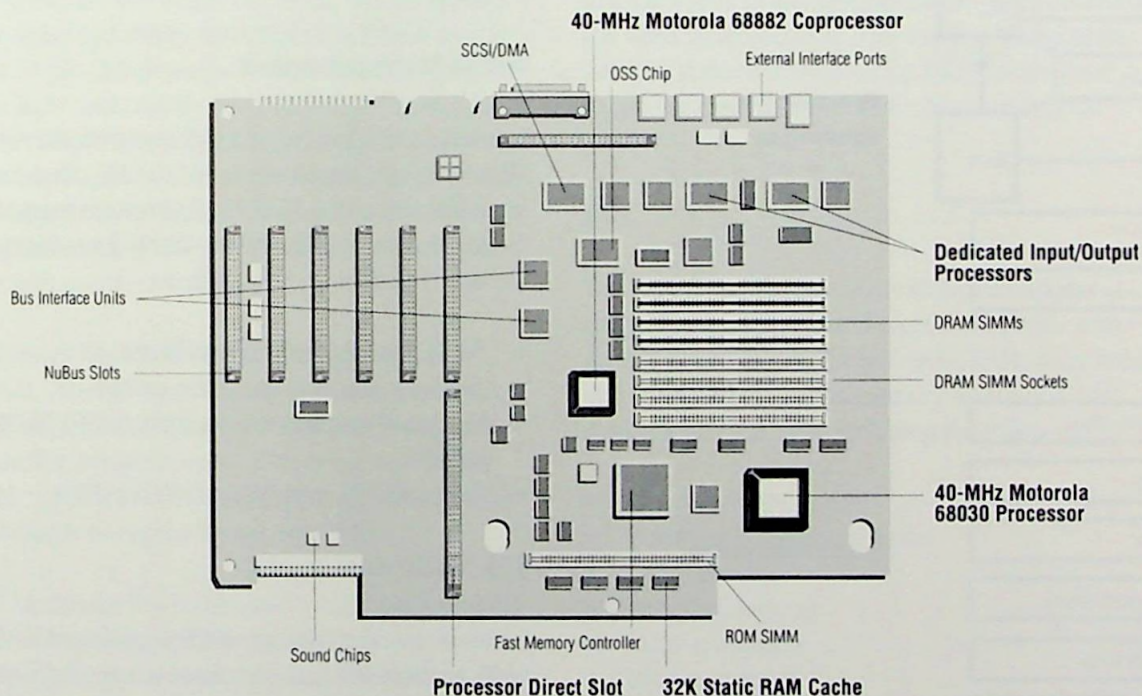 40-MHz Motorola 68882 Coprocessor
SCSI/DMA
OSS Chip
External Interface Ports
Dedicated Input/Output
Processors
Bus Interface Units
DRAM SIMMs
NuBus Slots
DRAM SIMM Sockets
40-MHz Motorola
68030 Processor
Sound Chips
Fast Memory Controller
ROM SIMM
Processor Direct Slot
32K Static RAM Cache